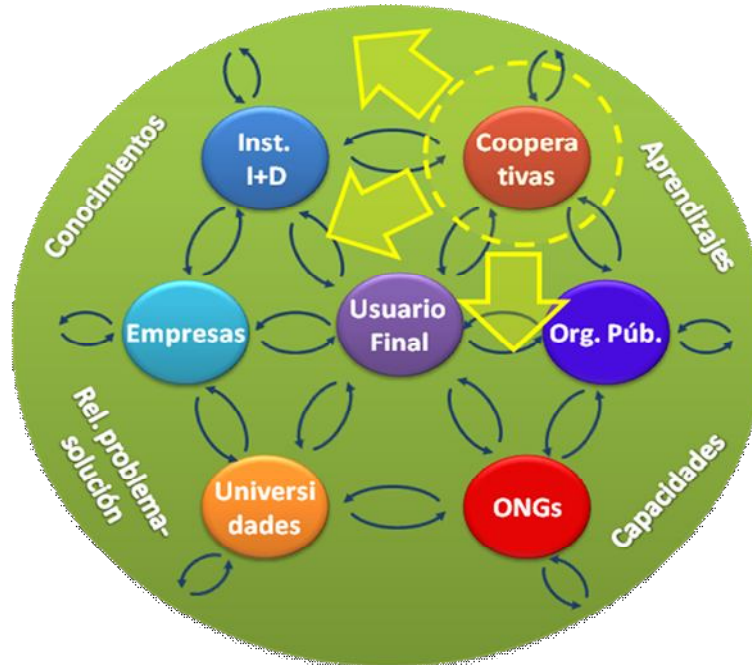 Conocimientos
Inst.
I+D
Coopera
tivas
Aprendizajes
Empresas
Usuario
Final
Org. Púb.
Rel. problema-
solución
Universi
dades
ONGs
Capacidades